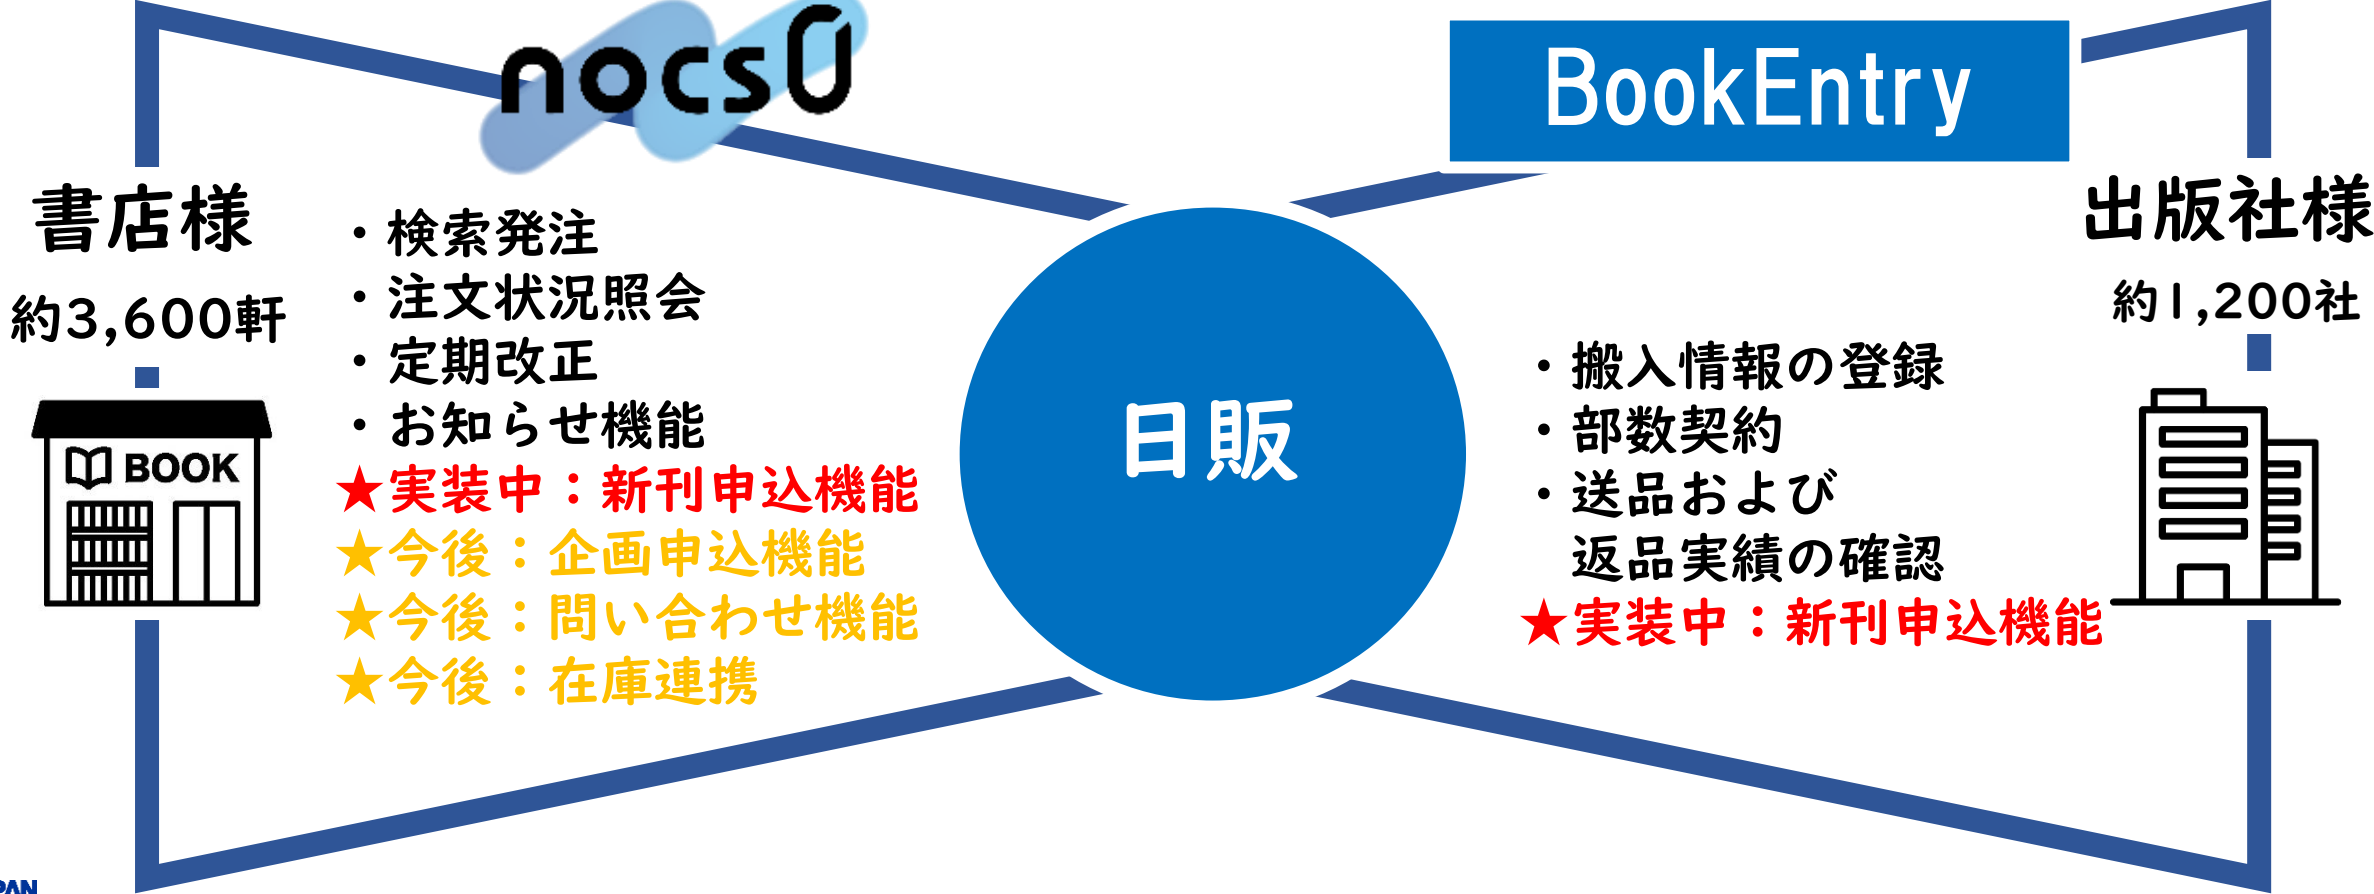 nocs0
BookEntry
書店様
約3,600軒
BOOK
・検索発注
・注文状況照会
・定期改正
・お知らせ機能
★実装中：新刊申込機能
★今後：企画申込機能
★今後：問い合わせ機能
★今後：在庫連携
日販
出版社様
約1,200社
・搬入情報の登録
・部数契約
・送品および
返品実績の確認
★実装中：新刊申込機能
PAN